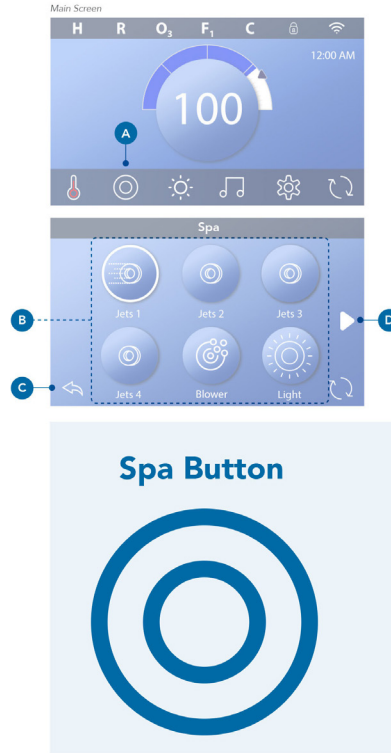 Main Screen
H R O₃ F₁ C
12:00 AM
100
A
Spa
Jets 1 Jets 2 Jets 3
B D
Jets 4 Blower Light
C
Spa Button